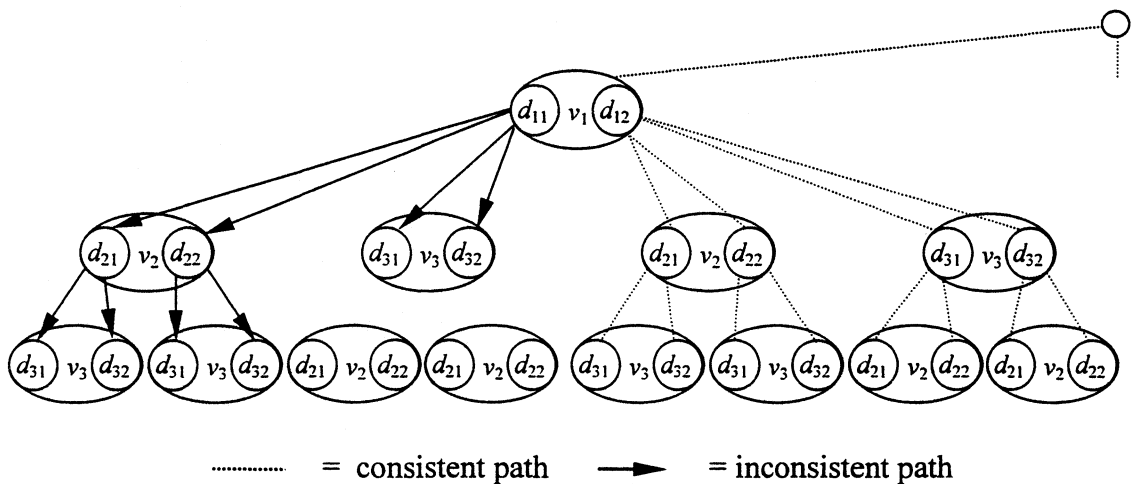 d11 v1 d12
d21 v2 d22 d31 v3 d32 d21 v2 d22 d31 v3 d32
d31 v3 d32 d31 v3 d32 d21 v2 d22 d21 v2 d22 d31 v3 d32 d31 v3 d32 d21 v2 d22 d21 v2 d22
= consistent path = inconsistent path